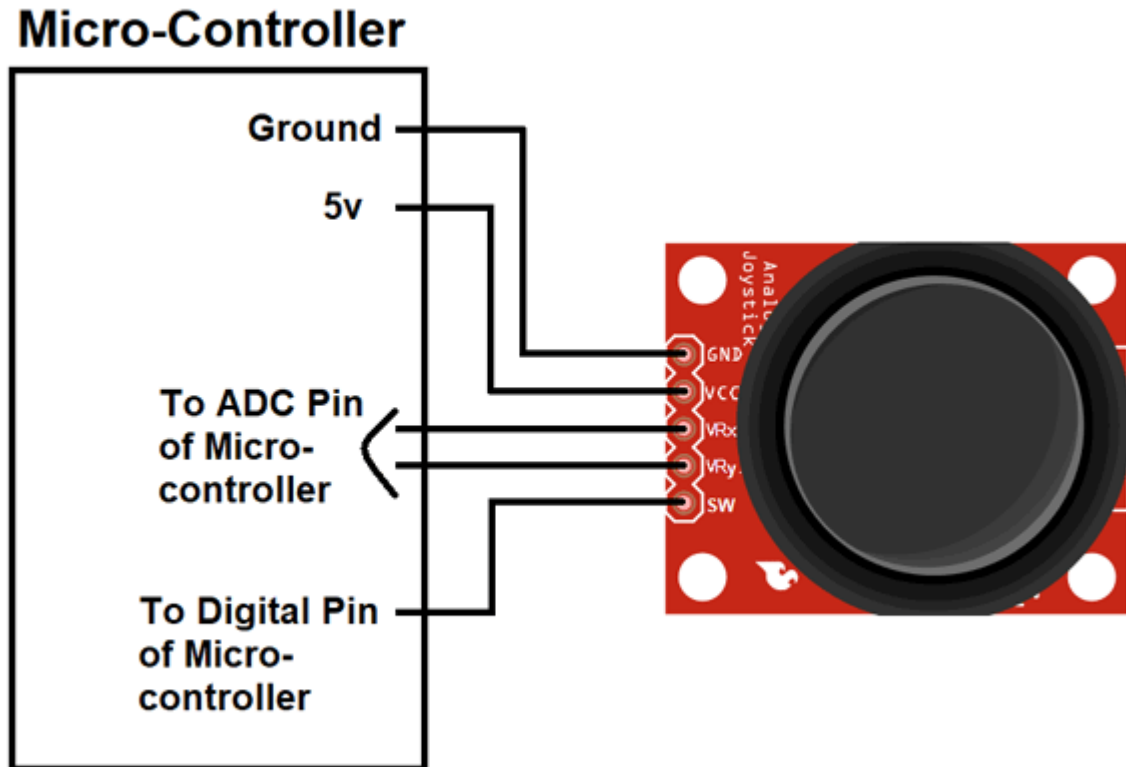 Micro-Controller
Ground
5v
To ADC Pin
of Micro-
controller
To Digital Pin
of Micro-
controller
Joystick
GND
VCC
VRx
VRy
SW